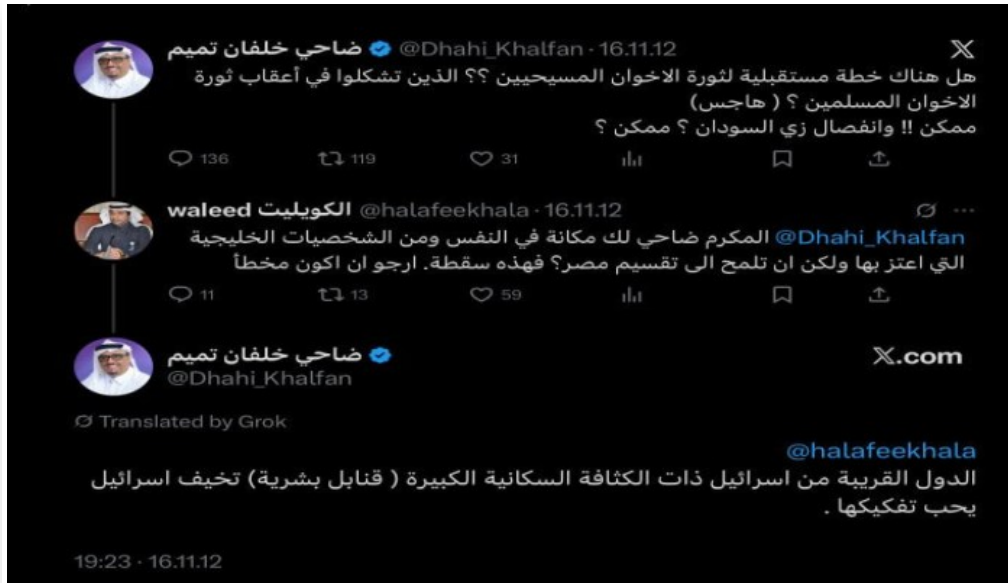 ضاحي خلفان تميم @Dhahi_Khalfan · 16.11.12
هل هناك خطة مستقبلية لثورة الاخوان المسيحيين ؟؟ الذين تشكلوا في أعقاب ثورة
الاخوان المسلمين ؟ ( هاجس)
ممكن !! وانفصال زي السودان ؟ ممكن ؟
136 119 31
الكويليت waleed @halafeekhala · 16.11.12
@Dhahi_Khalfan المكرم ضاحي لك مكانة في النفس ومن الشخصيات الخليجية
التي اعتز بها ولكن ان تلمح الى تقسيم مصر؟ فهذه سقطة. ارجو ان اكون مخطأ
11 13 59
ضاحي خلفان تميم
X.com
@Dhahi_Khalfan
Translated by Grok
@halafeekhala
الدول القريبة من اسرائيل ذات الكثافة السكانية الكبيرة ( قنابل بشرية) تخيف اسرائيل
يحب تفكيكها .
19:23 · 16.11.12